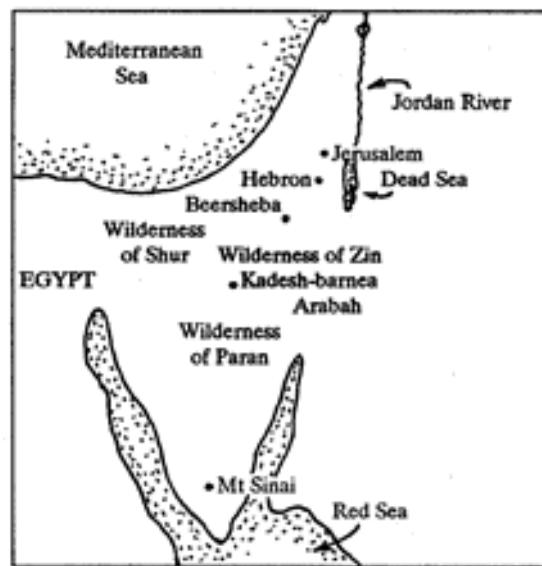 Mediterranean
Sea
Jordan River
Jerusalem
Hebron
Dead Sea
Beersheba
Wilderness
of Shur
Wilderness of Zin
EGYPT
Kadesh-barnea
Arabah
Wilderness
of Paran
Mt Sinai
Red Sea